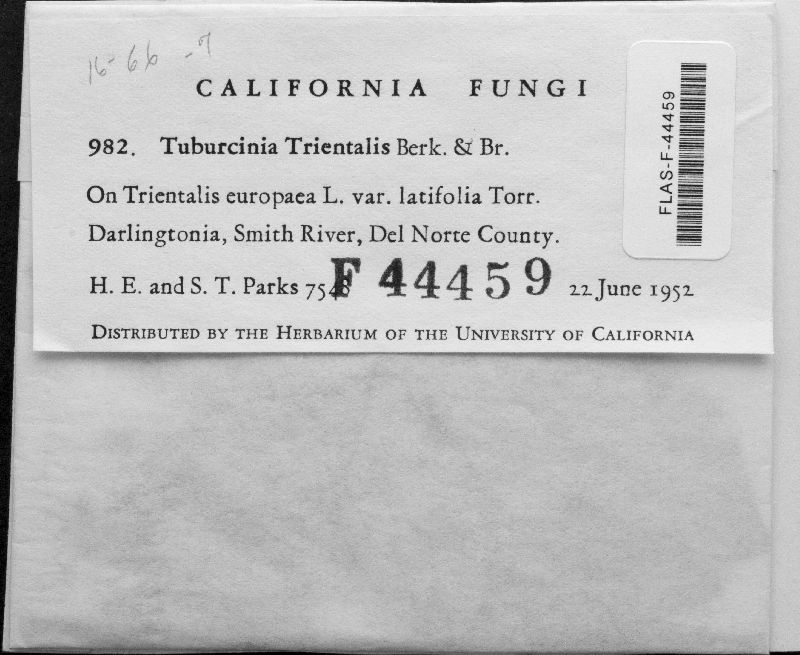 16-66-7
CALIFORNIA FUNGI
982. Tuburcinia Trientalis Berk. & Br.
On Trientalis europaea L. var. latifolia Torr.
Darlingtonia, Smith River, Del Norte County.
H. E. and S. T. Parks 7548 F 44459 22 June 1952
DISTRIBUTED BY THE HERBARIUM OF THE UNIVERSITY OF CALIFORNIA
FLAS-F-44459